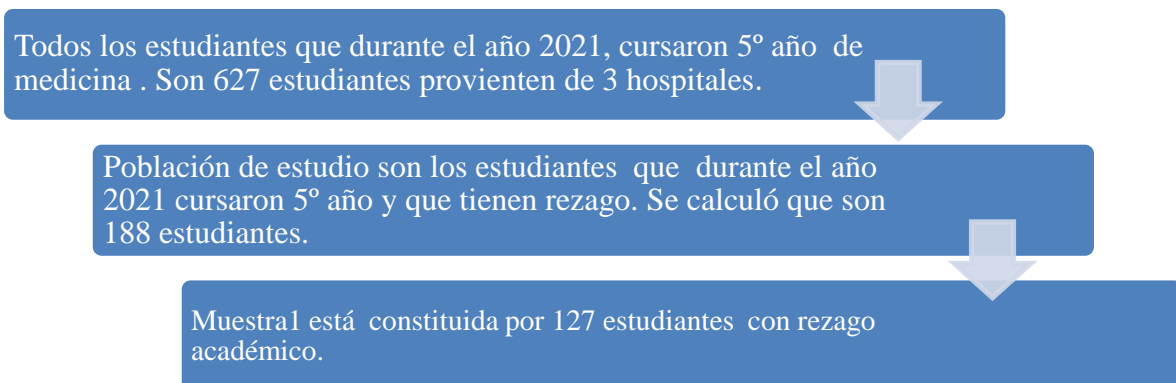 Todos los estudiantes que durante el año 2021, cursaron 5º año de
medicina . Son 627 estudiantes provienten de 3 hospitales.
Población de estudio son los estudiantes que durante el año
2021 cursaron 5º año y que tienen rezago. Se calculó que son
188 estudiantes.
Muestra1 está constituida por 127 estudiantes con rezago
académico.